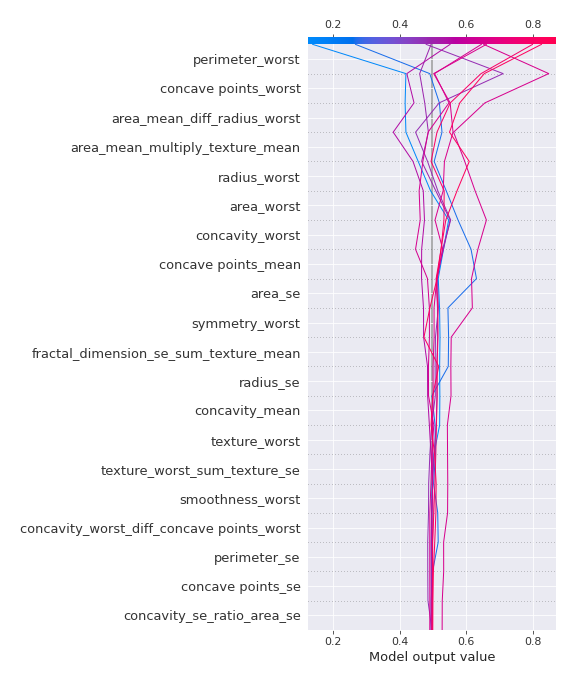 0.2 0.4 0.6 0.8
perimeter_worst
concave points_worst
area_mean_diff_radius_worst
area_mean_multiply_texture_mean
radius_worst
area_worst
concavity_worst
concave points_mean
area_se
symmetry_worst
fractal_dimension_se_sum_texture_mean
radius_se
concavity_mean
texture_worst
texture_worst_sum_texture_se
smoothness_worst
concavity_worst_diff_concave points_worst
perimeter_se
concave points_se
concavity_se_ratio_area_se
0.2 0.4 0.6 0.8
Model output value